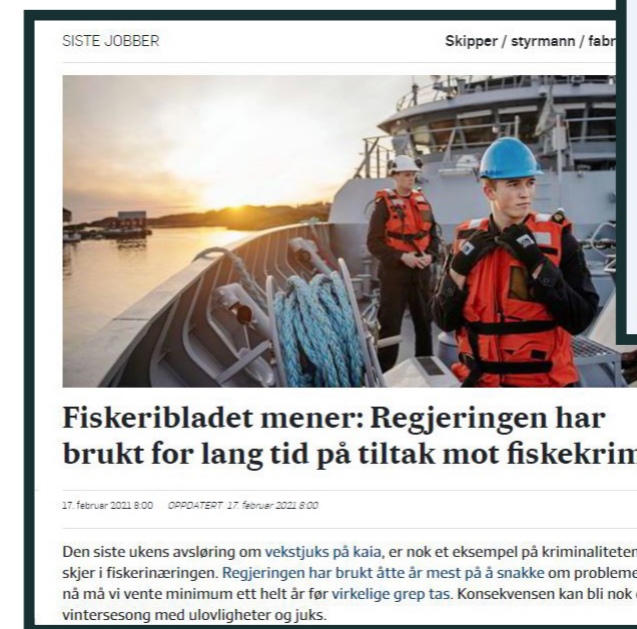 SISTE JOBBER
Skipper / styrmann / fabr
Fiskeribladet mener: Regjeringen har
brukt for lang tid på tiltak mot fiskekrim
17. februar 2021 8:00 OPPDATERT 17. februar 2021 8:00
Den siste ukens avsløring om vekstjuks på kaia, er nok et eksempel på kriminaliteten
skjer i fiskerinæringen. Regjeringen har brukt åtte år mest på å snakke om probleme
nå må vi vente minimum ett helt år før virkelige grep tas. Konsekvensen kan bli nok
vintersesong med ulovligheter og juks.